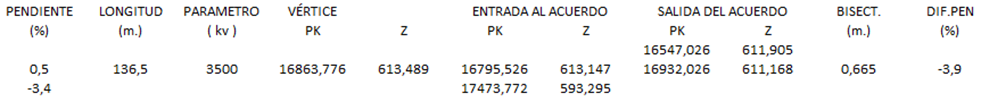 PENDIENTE LONGITUD PARAMETRO VÉRTICE ENTRADA AL ACUERDO SALIDA DEL ACUERDO BISECT. DIF.PEN
(%) (m.) ( kv ) PK Z PK Z PK Z (m.) (%)
16547,026 611,905
0,5 136,5 3500 16863,776 613,489 16795,526 613,147 16932,026 611,168 0,665 -3,9
-3,4 17473,772 593,295